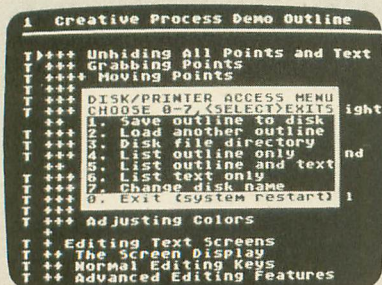 1 Creative Process Demo Outline
T +++ Unhiding All Points and Text
T +++ Grabbing Points
T ++++ Moving Points
T +++
DISK/PRINTER ACCESS MENU
CHOOSE 0-7,<SELECT>EXITS
1. Save outline to disk
2. Load another outline
3. Disk file directory
4. List outline only
5. List outline and text
6. List text only
7. Change disk name
0. Exit (system restart)
ight
nd
l
T +++ Adjusting Colors
+
T + Editing Text Screens
T ++ The Screen Display
T ++ Normal Editing Keys
T ++ Advanced Editing Features